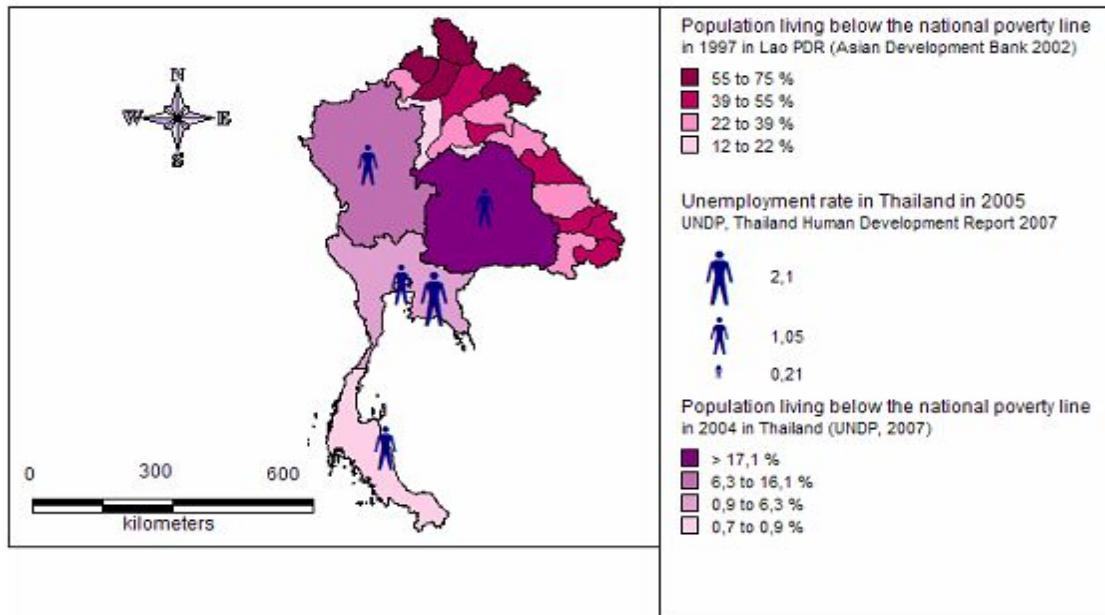 N
W E
S
0 300 600
kilometers
Population living below the national poverty line
in 1997 in Lao PDR (Asian Development Bank 2002)
55 to 75 %
39 to 55 %
22 to 39 %
12 to 22 %
Unemployment rate in Thailand in 2005
UNDP, Thailand Human Development Report 2007
2,1
1,05
0,21
Population living below the national poverty line
in 2004 in Thailand (UNDP, 2007)
> 17,1 %
6,3 to 16,1 %
0,9 to 6,3 %
0,7 to 0,9 %